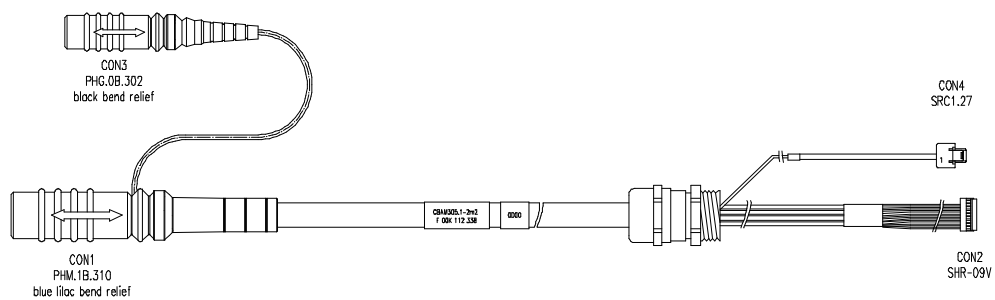 CON3
PHG.0B.302
black bend relief
CON4
SRC1.27
1
CBAM305.1-2m2
F 00K 112 338
0000
CON1
PHM.1B.310
blue lilac bend relief
CON2
SHR-09V